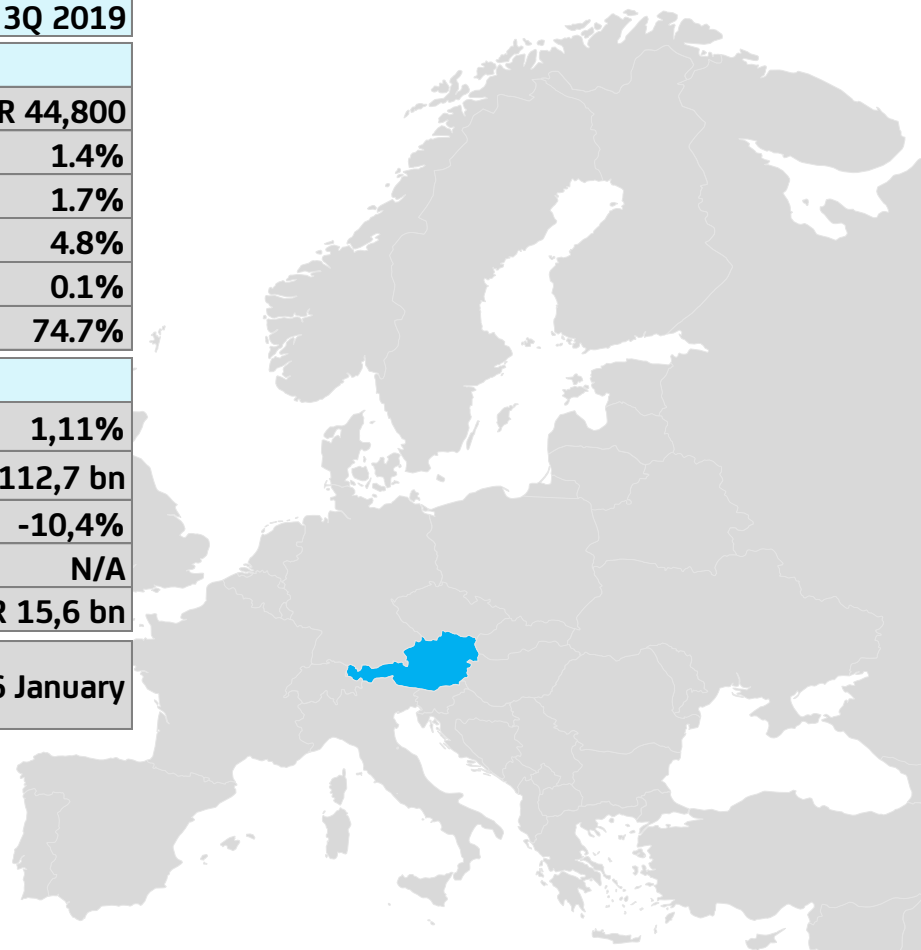 3Q 2019
R 44,800
1.4%
1.7%
4.8%
0.1%
74.7%
1,11%
112,7 bn
-10,4%
N/A
R 15,6 bn
January